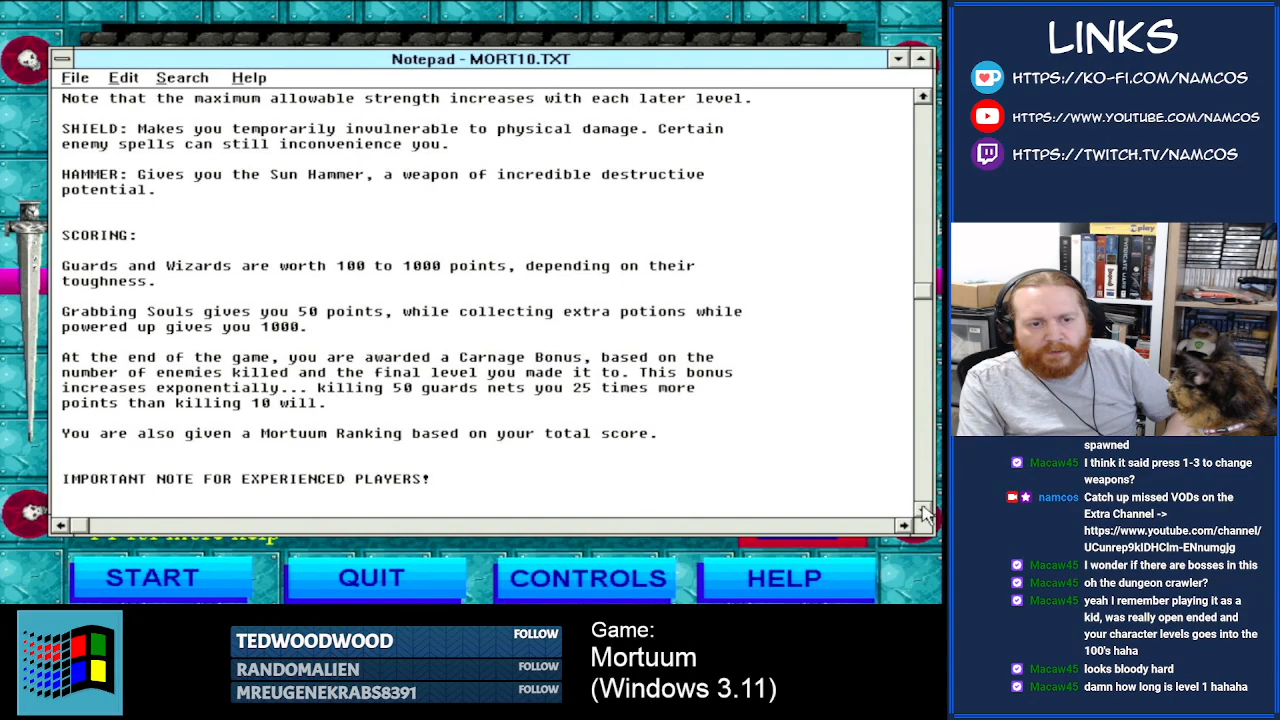 Notepad - MORT10.TXT
File Edit Search Help
Note that the maximum allowable strength increases with each later level.
SHIELD: Makes you temporarily invulnerable to physical damage. Certain
enemy spells can still inconvenience you.
HAMMER: Gives you the Sun Hammer, a weapon of incredible destructive
potential.
SCORING:
Guards and Wizards are worth 100 to 1000 points, depending on their
toughness.
Grabbing Souls gives you 50 points, while collecting extra potions while
powered up gives you 1000.
At the end of the game, you are awarded a Carnage Bonus, based on the
number of enemies killed and the final level you made it to. This bonus
increases exponentially... killing 50 guards nets you 25 times more
points than killing 10 will.
You are also given a Mortuum Ranking based on your total score.
IMPORTANT NOTE FOR EXPERIENCED PLAYERS!
START QUIT CONTROLS HELP
TEDWOODWOOD FOLLOW
RANDOMALIEN FOLLOW
MREUGENEKRABS8391 FOLLOW
Game:
Mortuum
(Windows 3.11)
LINKS
HTTPS://KO-FI.COM/NAMCOS
HTTPS://WWW.YOUTUBE.COM/NAMCOS
HTTPS://TWITCH.TV/NAMCOS
spawned
Macaw45 I think it said press 1-3 to change
weapons?
namcos Catch up missed VODs on the
Extra Channel ->
https://www.youtube.com/channel/
UCunrep9kIDHClm-ENnumgjg
Macaw45 I wonder if there are bosses in this
Macaw45 oh the dungeon crawler?
Macaw45 yeah I remember playing it as a
kid, was really open ended and
your character levels goes into the
100's haha
Macaw45 looks bloody hard
Macaw45 damn how long is level 1 hahaha